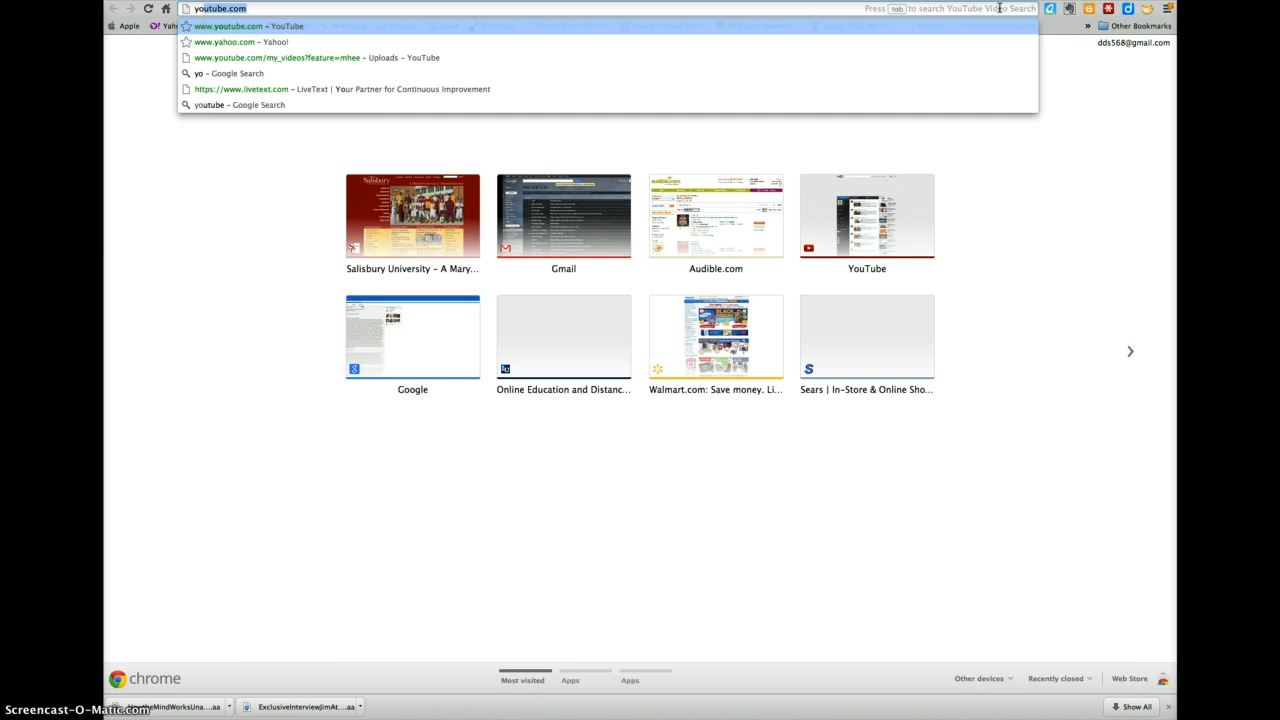 youtube.com
Press tab to search YouTube Video Search
www.youtube.com – YouTube
www.yahoo.com – Yahoo!
www.youtube.com/my_videos?feature=mhee – Uploads – YouTube
yo – Google Search
https://www.livetext.com – LiveText | Your Partner for Continuous Improvement
youtube – Google Search
Apple
Yah
» Other Bookmarks
dds568@gmail.com
Salisbury University – A Mary...
Gmail
Audible.com
YouTube
Google
Online Education and Distanc...
Walmart.com: Save money. Li...
Sears | In-Store & Online Sho...
chrome
Most visited
Apps
Apps
Other devices
Recently closed
Web Store
ExclusiveInterviewJimAt....aa
Show All
Screencast-O-Matic.com